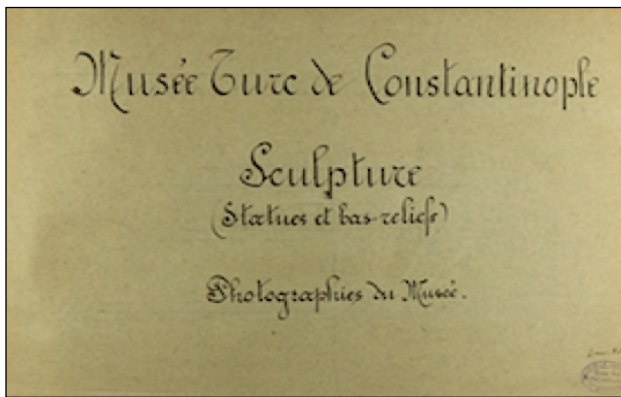 Musée Turc de Constantinople
Sculpture
(Statues et bas-reliefs)
Photographies du Musée.